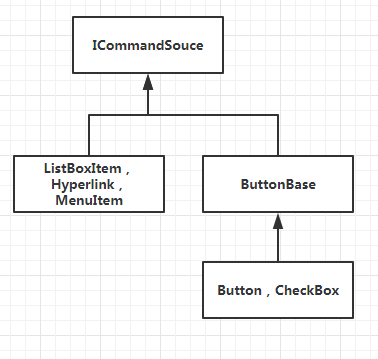 ICommandSouce
ListBoxItem，
Hyperlink，
MenuItem
ButtonBase
Button，CheckBox